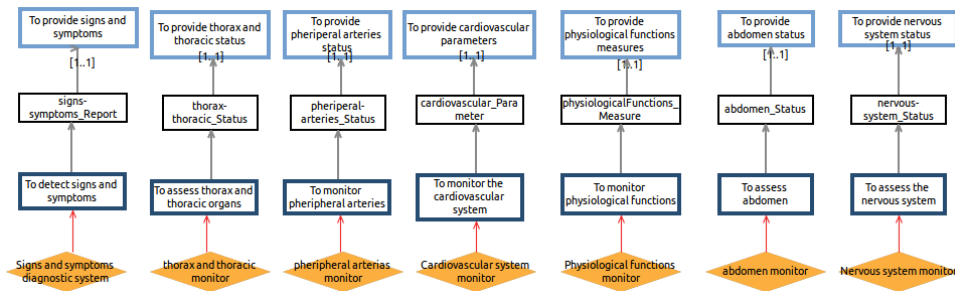 To provide signs and
symptoms
To provide thorax and
thoracic status
To provide
pheriperal arteries
status
To provide cardiovascular
parameters
To provide
physiological functions
measures
To provide
abdomen status
To provide nervous
system status
[1..1]
[1..1]
[1..1]
[1..1]
[1..1]
[1..1]
[1..1]
signs-
symptoms_Report
thorax-
thoracic_Status
pheriperal-
arteries_Status
cardiovascular_Para
meter
physiologicalFunctions_
Measure
abdomen_Status
nervous-
system_Status
To detect signs and
symptoms
To assess thorax and
thoracic organs
To monitor
pheripheral arteries
To monitor the
cardiovascular
system
To monitor
physiological functions
To assess
abdomen
To assess the
nervous system
Signs and symptoms
diagnostic system
thorax and thoracic
monitor
pheripheral arterias
monitor
Cardiovascular system
monitor
Physiological functions
monitor
abdomen monitor
Nervous system monitor